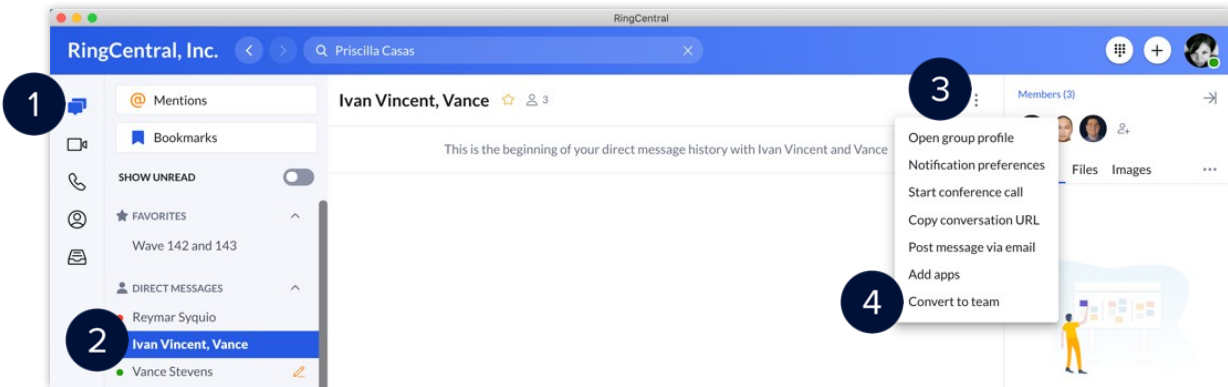 RingCentral
RingCentral, Inc.
Priscilla Casas
1
@ Mentions
Bookmarks
SHOW UNREAD
FAVORITES
Wave 142 and 143
DIRECT MESSAGES
Reymar Syquio
2
Ivan Vincent, Vance
Vance Stevens
Ivan Vincent, Vance
3
This is the beginning of your direct message history with Ivan Vincent and Vance
3
Open group profile
Notification preferences
Start conference call
Copy conversation URL
Post message via email
Add apps
4
Convert to team
Members (3)
Files Images